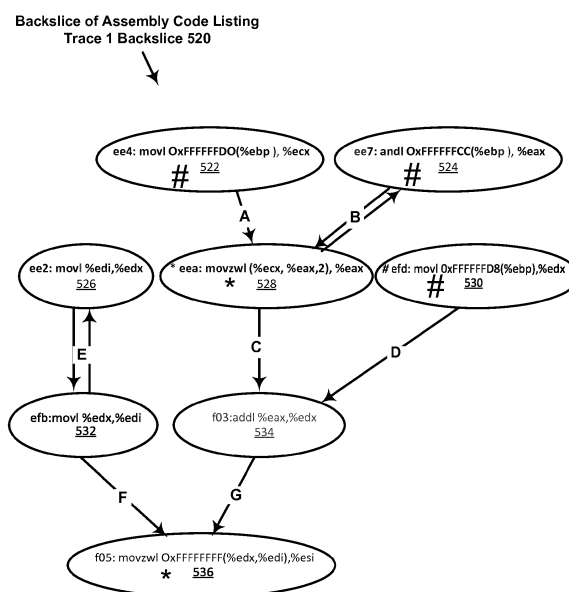 Backslice of Assembly Code Listing
Trace 1 Backslice 520
ee4: movl OxFFFFFFDO(%ebp ), %ecx
# 522
ee7: andl OxFFFFFFCC(%ebp ), %eax
# 524
A
B
ee2: movl %edi,%edx
526
* eea: movzwl (%ecx, %eax,2), %eax
* 528
# efd: movl 0xFFFFFFD8(%ebp),%edx
# 530
E
C
D
efb:movl %edx,%edi
532
f03:addl %eax,%edx
534
F
G
f05: movzwl OxFFFFFFFF(%edx,%edi),%esi
* 536